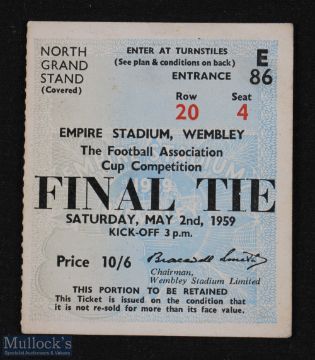 NORTH
GRAND
STAND
(Covered)
ENTER AT TURNSTILES
(See plan & conditions on back)
ENTRANCE
E
86
Row
20
Seat
4
EMPIRE STADIUM, WEMBLEY
The Football Association
Cup Competition
FINAL TIE
SATURDAY, MAY 2nd, 1959
KICK-OFF 3 p.m.
Price 10/6
Chairman,
Wembley Stadium Limited
THIS PORTION TO BE RETAINED
This Ticket is issued on the condition that
it is not re-sold for more than its face value.
Mullock's
Specialist Auctioneers & Valuers